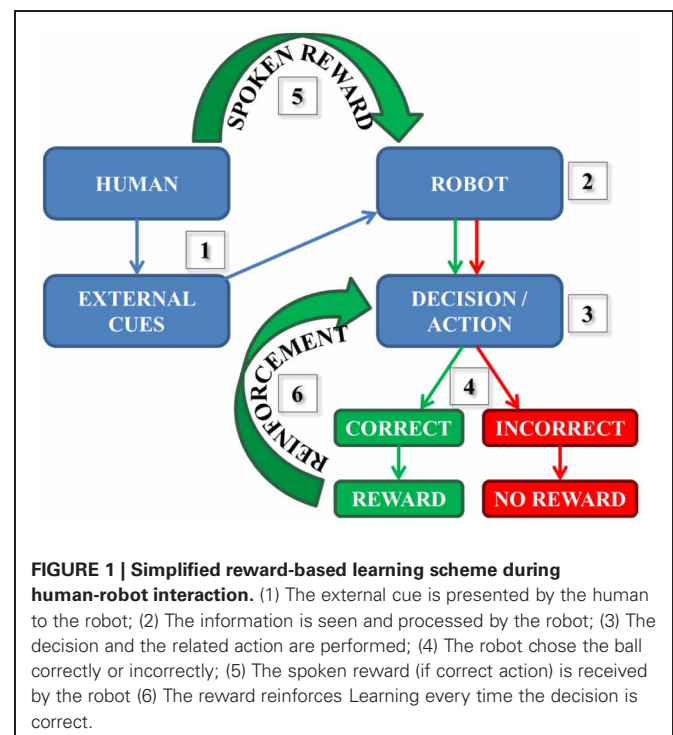 SPOKEN REWARD
5
HUMAN
ROBOT
2
1
EXTERNAL
CUES
DECISION /
ACTION
3
REINFORCEMENT
6
4
CORRECT
INCORRECT
REWARD
NO REWARD
FIGURE 1 | Simplified reward-based learning scheme during
human-robot interaction. (1) The external cue is presented by the human
to the robot; (2) The information is seen and processed by the robot; (3) The
decision and the related action are performed; (4) The robot chose the ball
correctly or incorrectly; (5) The spoken reward (if correct action) is received
by the robot (6) The reward reinforces Learning every time the decision is
correct.